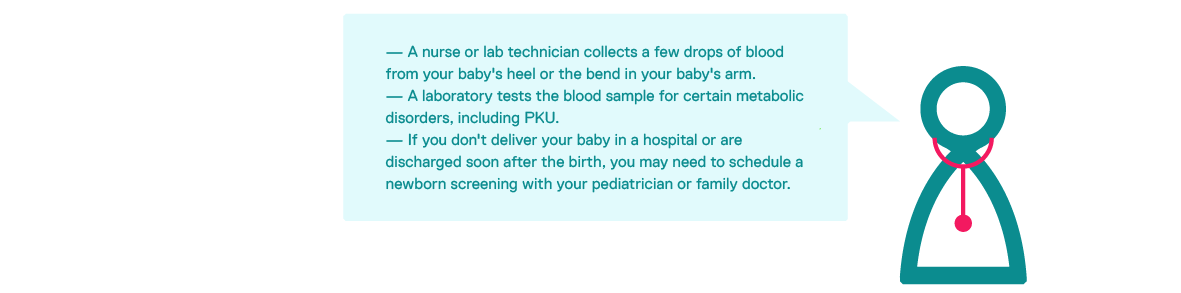 — A nurse or lab technician collects a few drops of blood
from your baby's heel or the bend in your baby's arm.
— A laboratory tests the blood sample for certain metabolic
disorders, including PKU.
— If you don't deliver your baby in a hospital or are
discharged soon after the birth, you may need to schedule a
newborn screening with your pediatrician or family doctor.